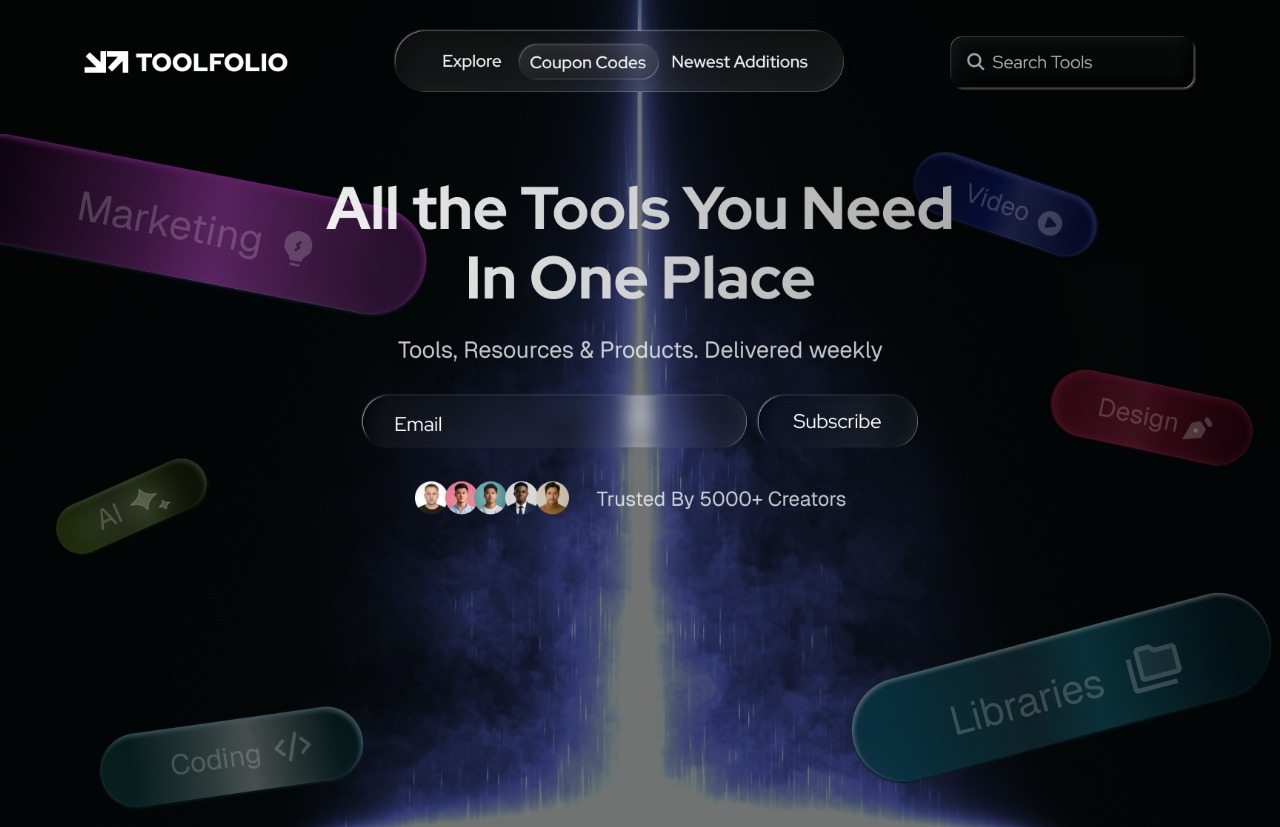 TOOLFOLIO
Explore
Coupon Codes
Newest Additions
Search Tools
Marketing
Video
All the Tools You Need
In One Place
Tools, Resources & Products. Delivered weekly
Design
Email
Subscribe
AI
Trusted By 5000+ Creators
Libraries
Coding </>